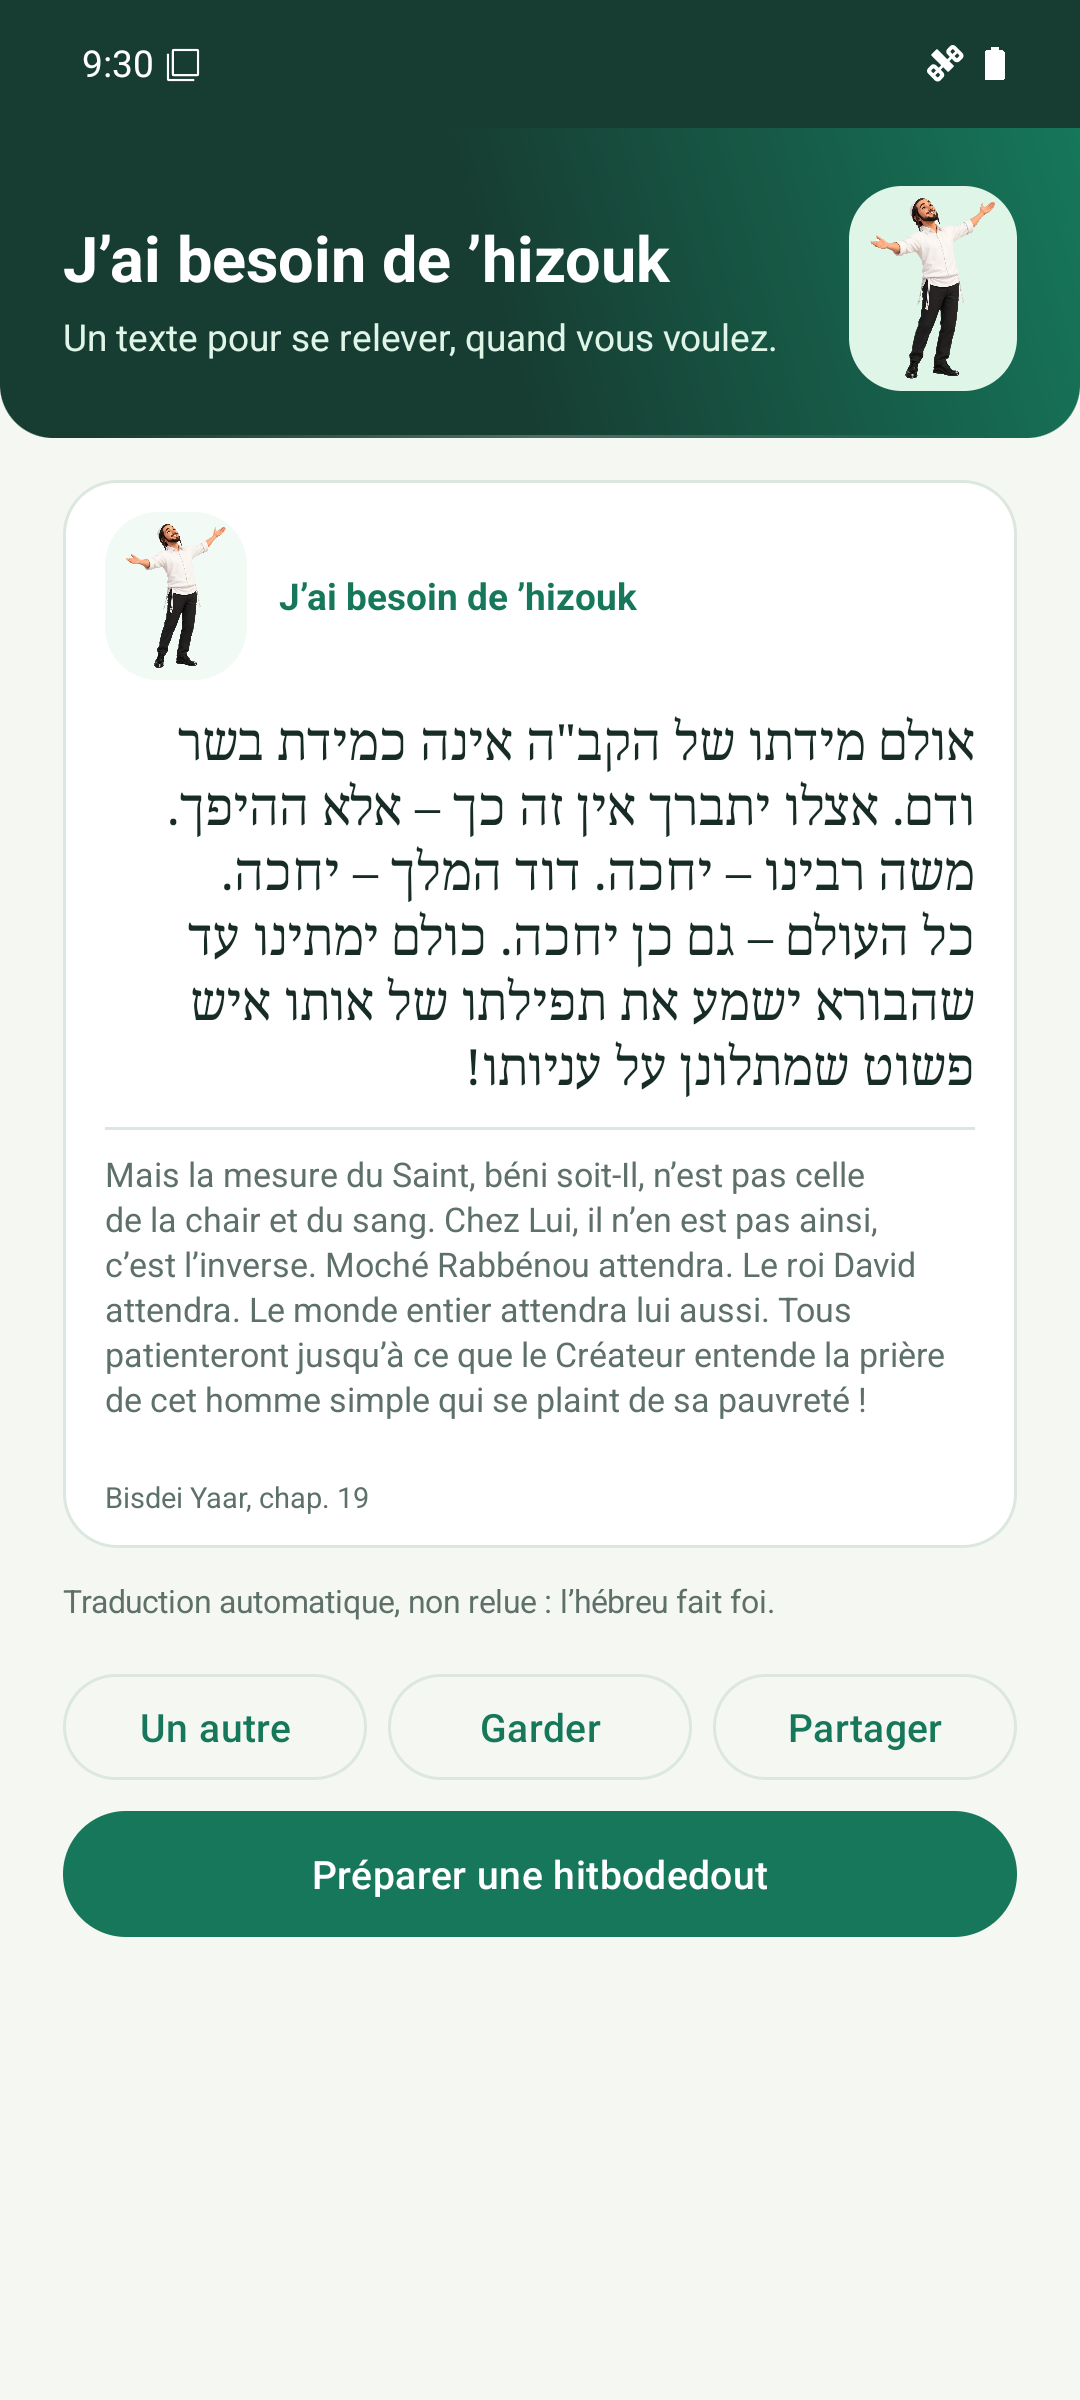 9:30
J’ai besoin de ’hizouk
Un texte pour se relever, quand vous voulez.
J’ai besoin de ’hizouk
אולם מידתו של הקב"ה אינה כמידת בשר
ודם. אצלו יתברך אין זה כך – אלא ההיפך.
משה רבינו – יחכה. דוד המלך – יחכה.
כל העולם – גם כן יחכה. כולם ימתינו עד
שהבורא ישמע את תפילתו של אותו איש
פשוט שמתלונן על עניותו!
Mais la mesure du Saint, béni soit-Il, n’est pas celle
de la chair et du sang. Chez Lui, il n’en est pas ainsi,
c’est l’inverse. Moché Rabbénou attendra. Le roi David
attendra. Le monde entier attendra lui aussi. Tous
patienteront jusqu’à ce que le Créateur entende la prière
de cet homme simple qui se plaint de sa pauvreté !
Bisdei Yaar, chap. 19
Traduction automatique, non relue : l’hébreu fait foi.
Un autre
Garder
Partager
Préparer une hitbodedout